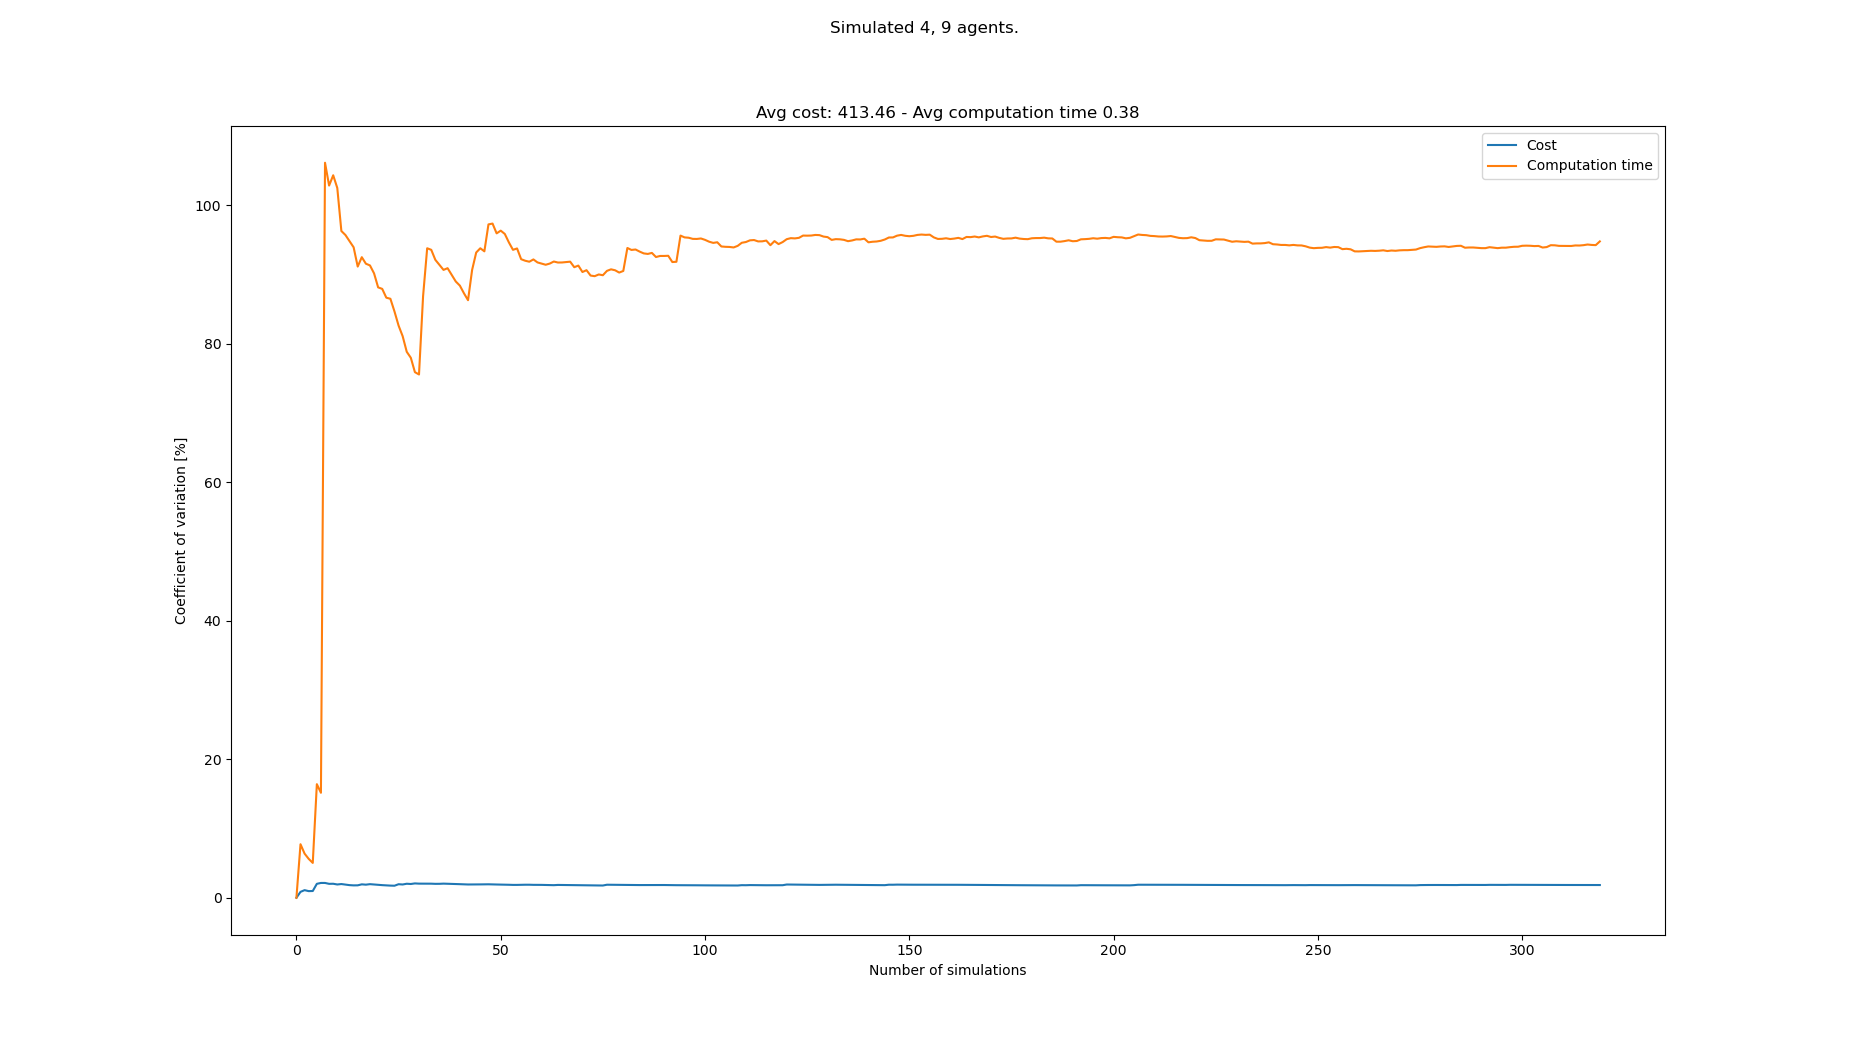 Simulated 4, 9 agents.
Avg cost: 413.46 - Avg computation time 0.38
Cost
Computation time
100
80
60
40
20
0
Coefficient of variation [%]
0 50 100 150 200 250 300
Number of simulations